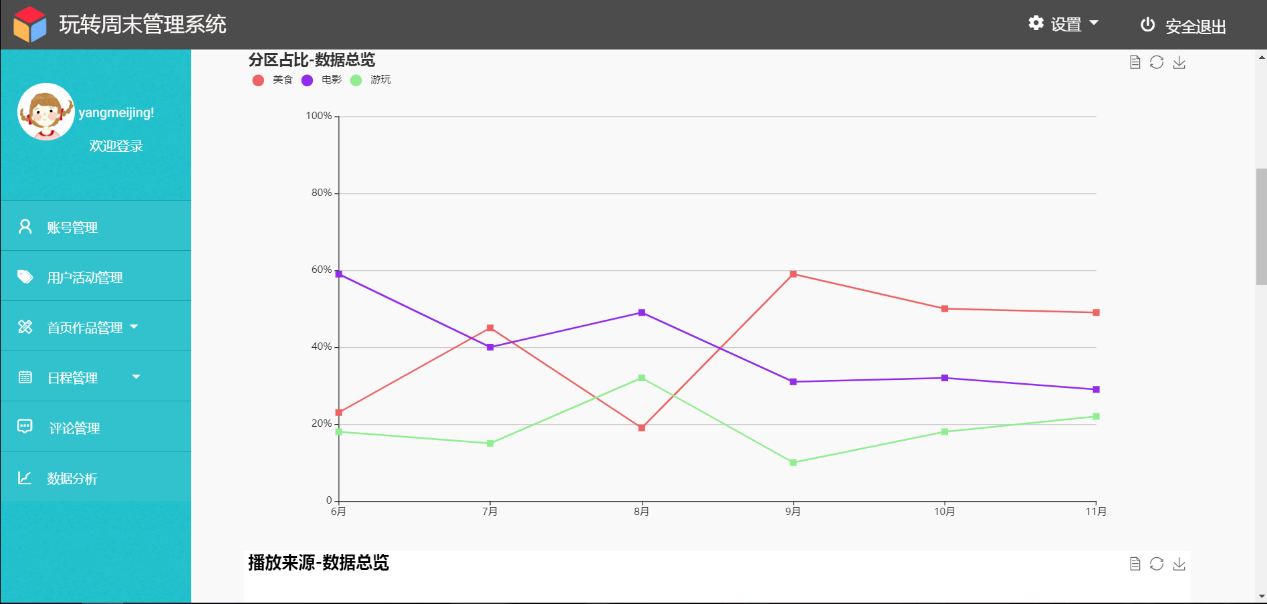 玩转周末管理系统
设置
安全退出
yangmeijing!
欢迎登录
账号管理
用户活动管理
首页作品管理
日程管理
评论管理
数据分析
分区占比-数据总览
美食 电影 游玩
100%
80%
60%
40%
20%
0
6月 7月 8月 9月 10月 11月
播放来源-数据总览